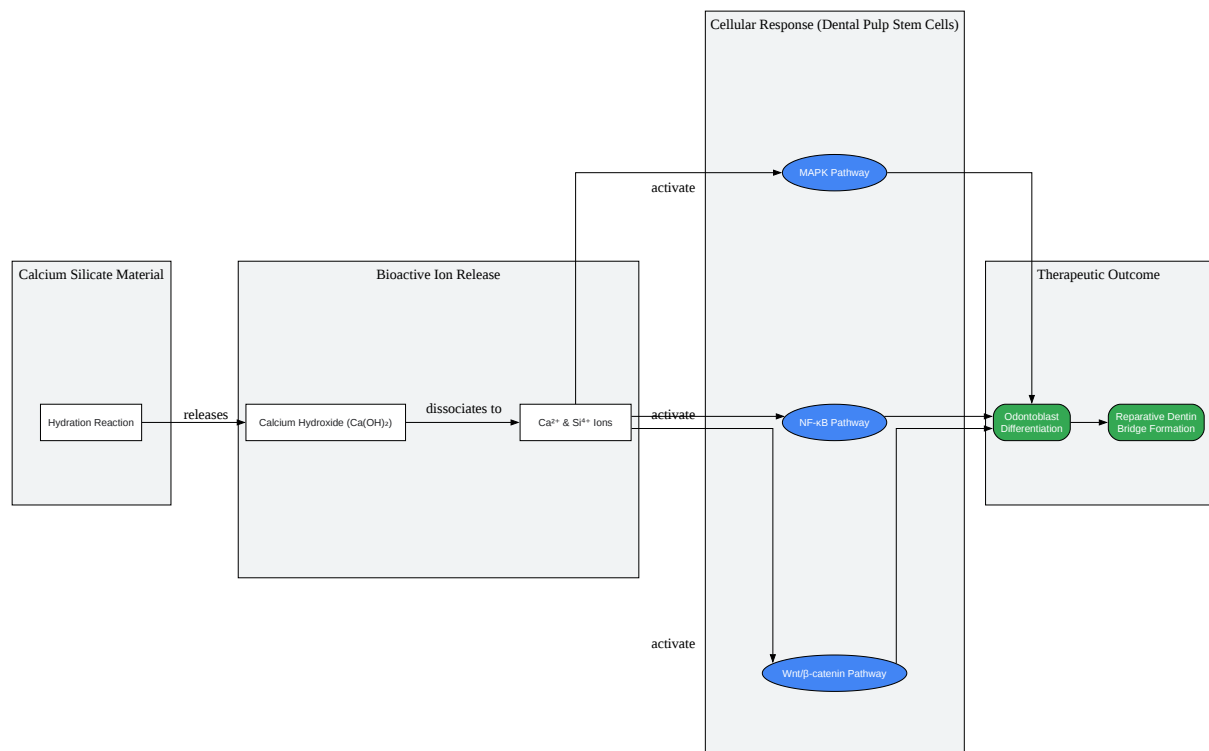 Cellular Response (Dental Pulp Stem Cells)
MAPK Pathway
activate
Calcium Silicate Material
Bioactive Ion Release
Therapeutic Outcome
Hydration Reaction
releases
Calcium Hydroxide (Ca(OH)₂)
dissociates to
Ca²⁺ & Si⁴⁺ Ions
activate
NF-κB Pathway
Odontoblast
Differentiation
Reparative Dentin
Bridge Formation
activate
Wnt/β-catenin Pathway